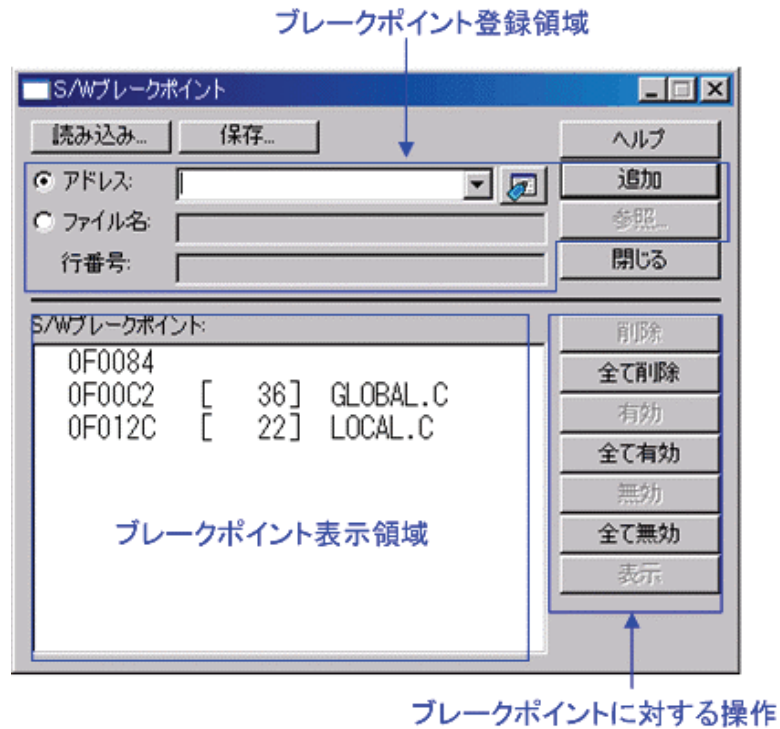 ブレークポイント登録領域
S/Wブレークポイント
読み込み... 保存... ヘルプ
アドレス: 追加
ファイル名: 参照...
行番号: 閉じる
S/Wブレークポイント:
0F0084
0F00C2 [ 36] GLOBAL.C
0F012C [ 22] LOCAL.C
ブレークポイント表示領域
削除
全て削除
有効
全て有効
無効
全て無効
表示
ブレークポイントに対する操作